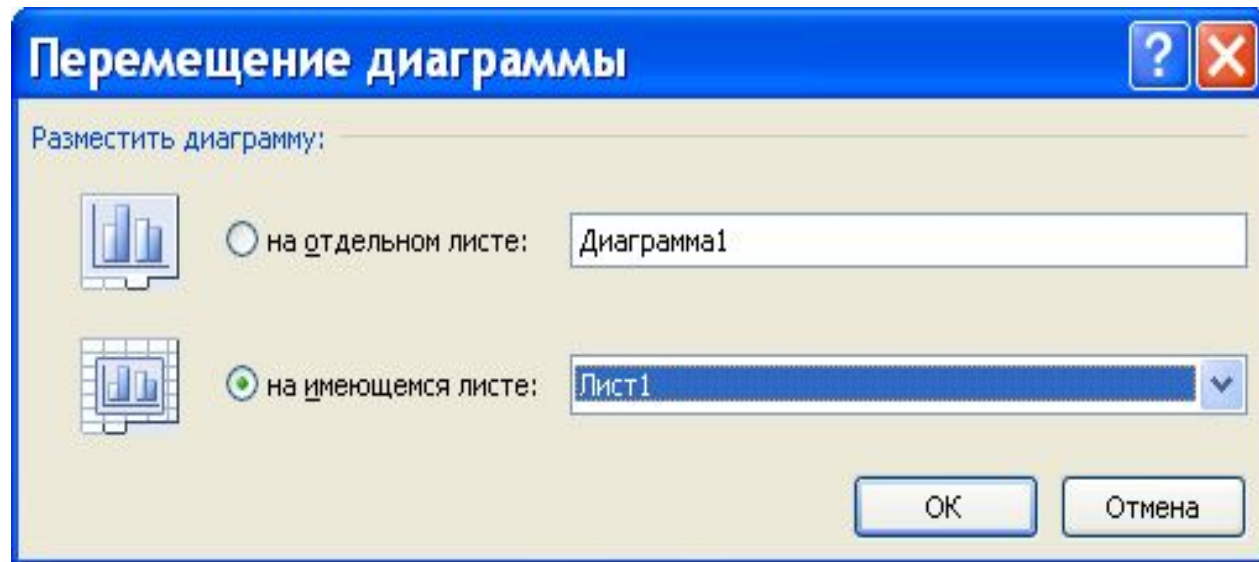 Перемещение диаграммы
Разместить диаграмму:
на отдельном листе: Диаграмма1
на имеющемся листе: Лист1
ОК Отмена